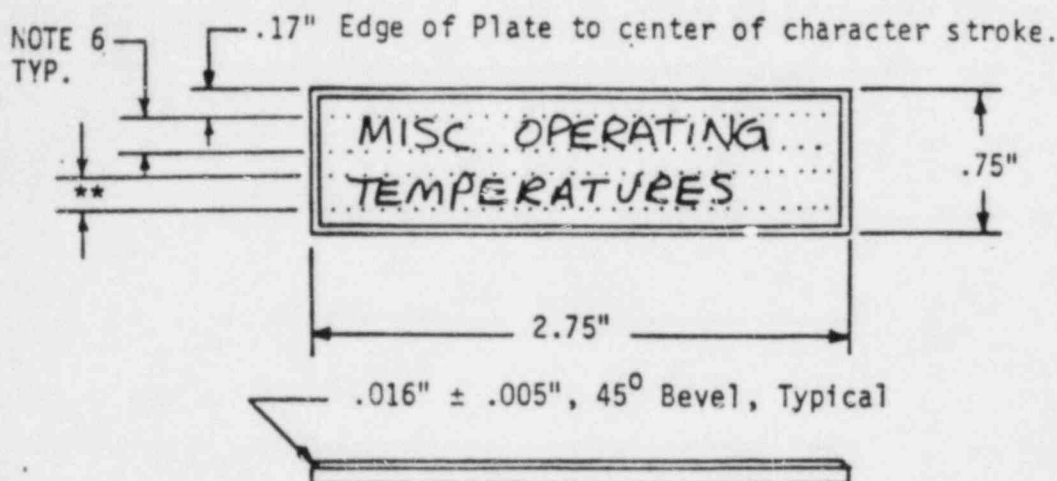 NOTE 6
TYP.
.17" Edge of Plate to center of character stroke.
MISC OPERATING
TEMPERATURES
**
.75"
2.75"
.016" ± .005", 45° Bevel, Typical